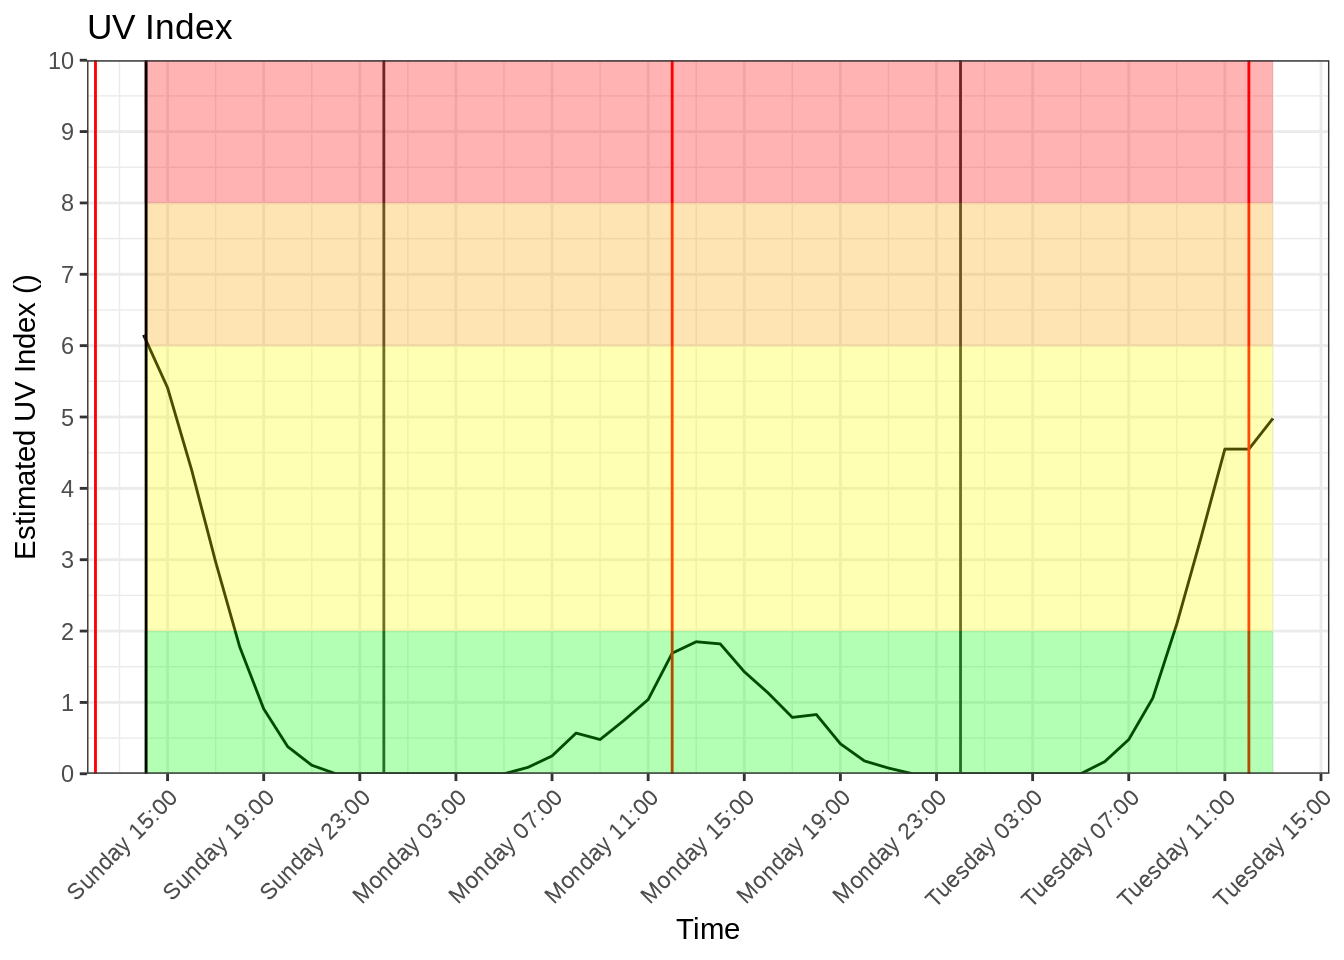 UV Index
10
9
8
7
6
5
4
3
2
1
0
Estimated UV Index ()
Sunday 15:00
Sunday 19:00
Sunday 23:00
Monday 03:00
Monday 07:00
Monday 11:00
Monday 15:00
Monday 19:00
Monday 23:00
Tuesday 03:00
Tuesday 07:00
Tuesday 11:00
Tuesday 15:00
Time